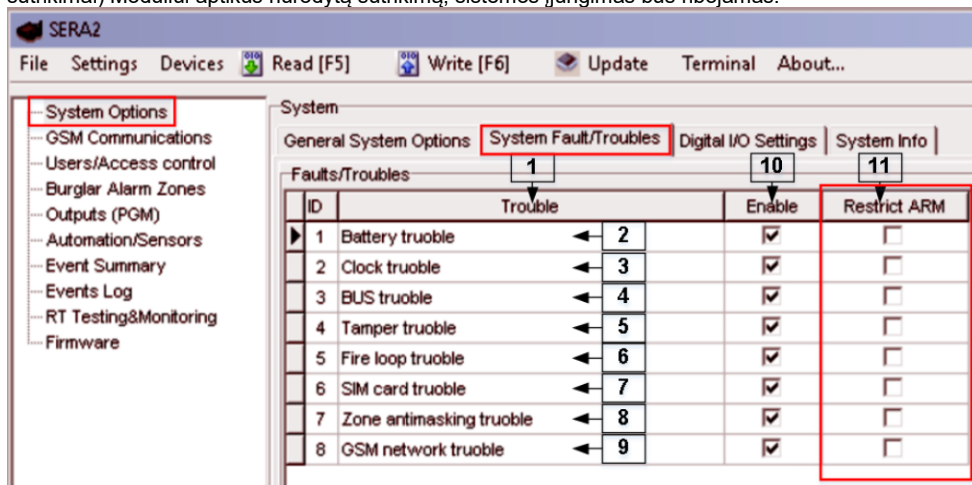 sutrikimai) Moduliui aptikus nurodytą sutrikimą, sistemos įjungimas bus ribojamas.
SERA2
File Settings Devices Read [F5] Write [F6] Update Terminal About...
System Options
GSM Communications
Users/Access control
Burglar Alarm Zones
Outputs (PGM)
Automation/Sensors
Event Summary
Events Log
RT Testing&Monitoring
Firmware
System
General System Options System Fault/Troubles Digital I/O Settings System Info
Faults/Troubles 1 10 11
ID Trouble Enable Restrict ARM
1 Battery truoble 2
2 Clock truoble 3
3 BUS truoble 4
4 Tamper truoble 5
5 Fire loop truoble 6
6 SIM card truoble 7
7 Zone antimasking truoble 8
8 GSM network truoble 9